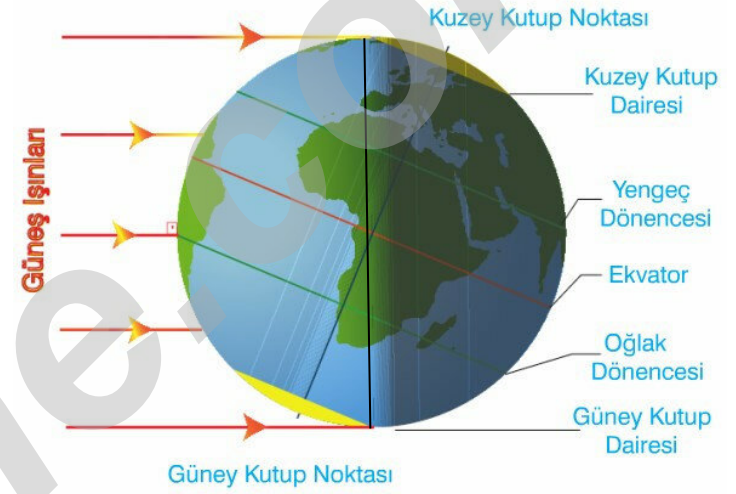 Kuzey Kutup Noktası
Kuzey Kutup
Dairesi
Güneş Işınları
Yengeç
Dönencesi
Ekvator
Oğlak
Dönencesi
Güney Kutup
Dairesi
Güney Kutup Noktası